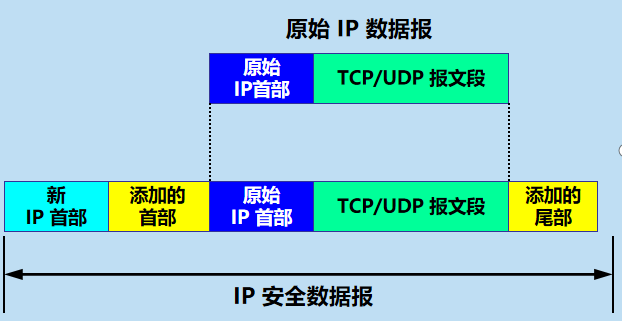 原始 IP 数据报
原始
IP首部
TCP/UDP 报文段
新
IP 首部
添加的
首部
原始
IP 首部
TCP/UDP 报文段
添加的
尾部
IP 安全数据报